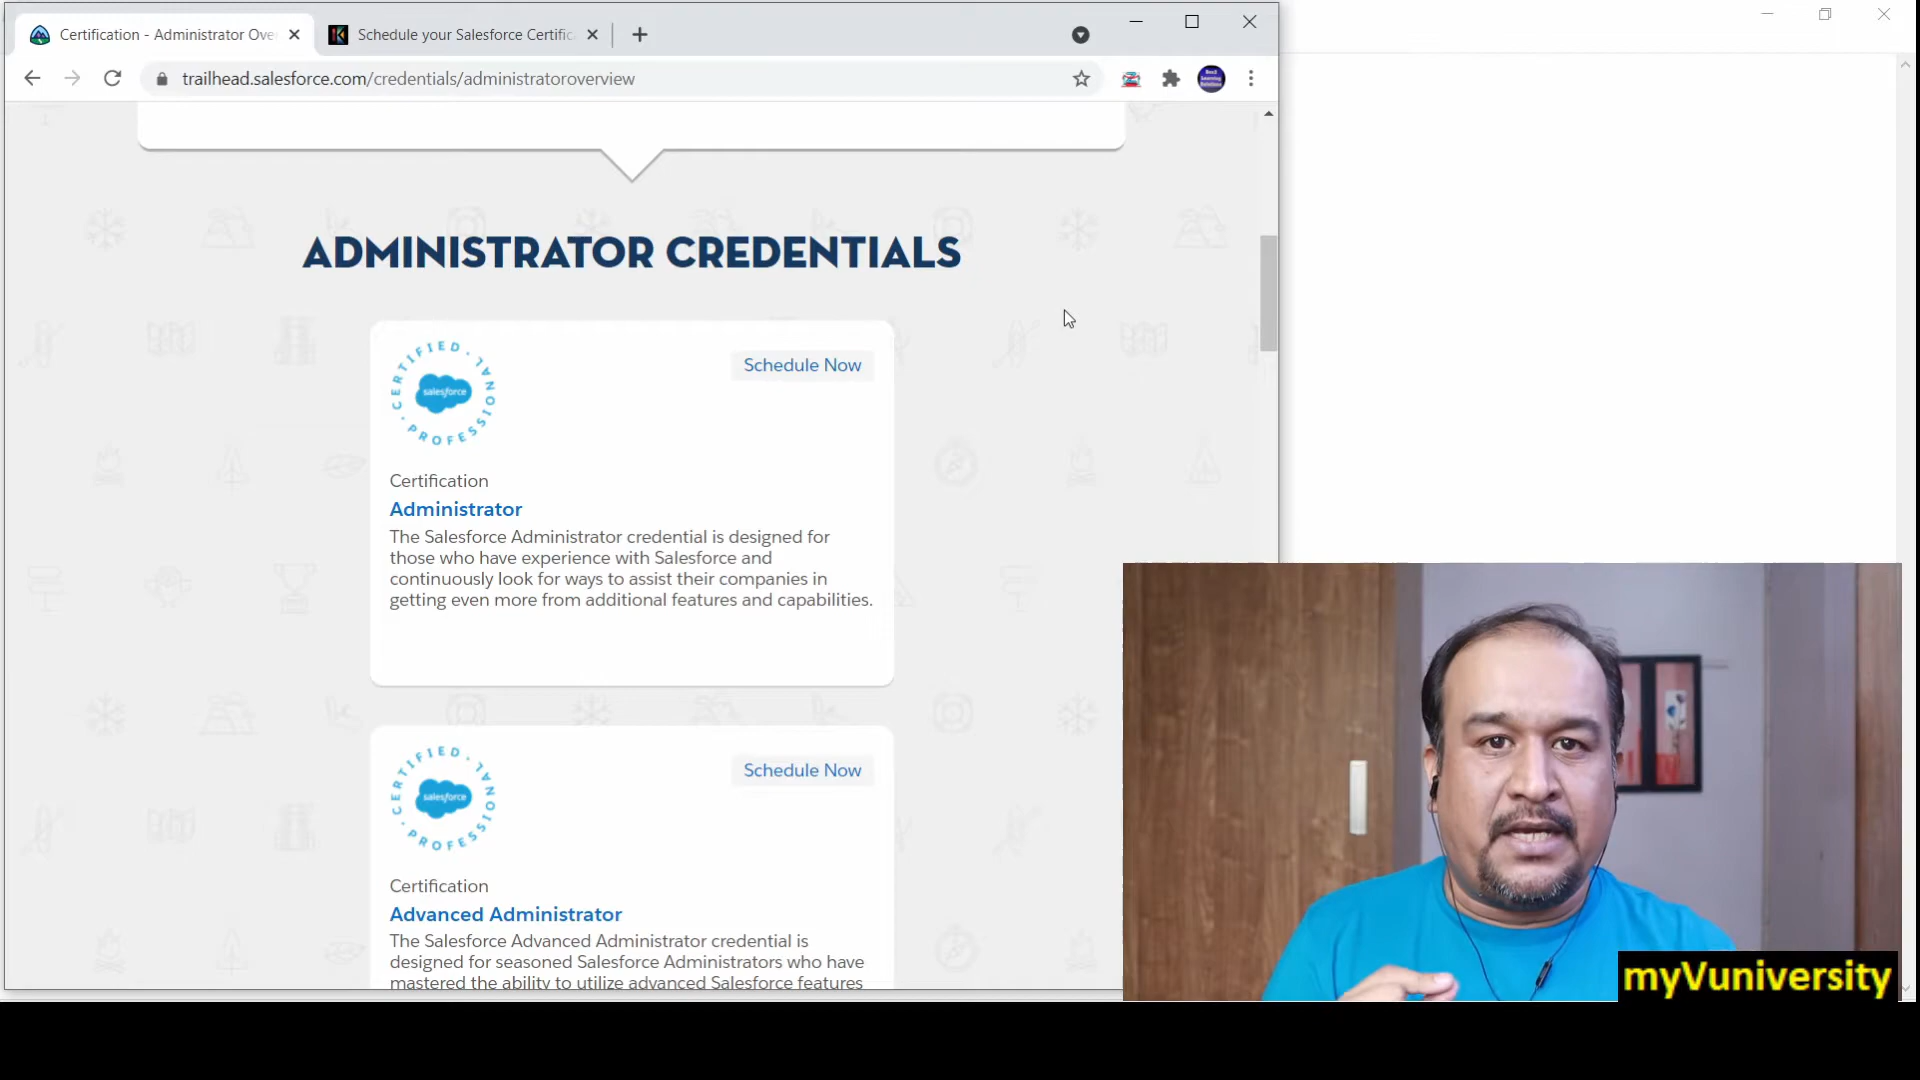 Certification - Administrator Ove
Schedule your Salesforce Certific
trailhead.salesforce.com/credentials/administratoroverview
ADMINISTRATOR CREDENTIALS
CERTIFIED PROFESSIONAL
salesforce
Schedule Now
Certification
Administrator
The Salesforce Administrator credential is designed for
those who have experience with Salesforce and
continuously look for ways to assist their companies in
getting even more from additional features and capabilities.
CERTIFIED PROFESSIONAL
salesforce
Schedule Now
Certification
Advanced Administrator
The Salesforce Advanced Administrator credential is
designed for seasoned Salesforce Administrators who have
mastered the ability to utilize advanced Salesforce features
myVuniversity